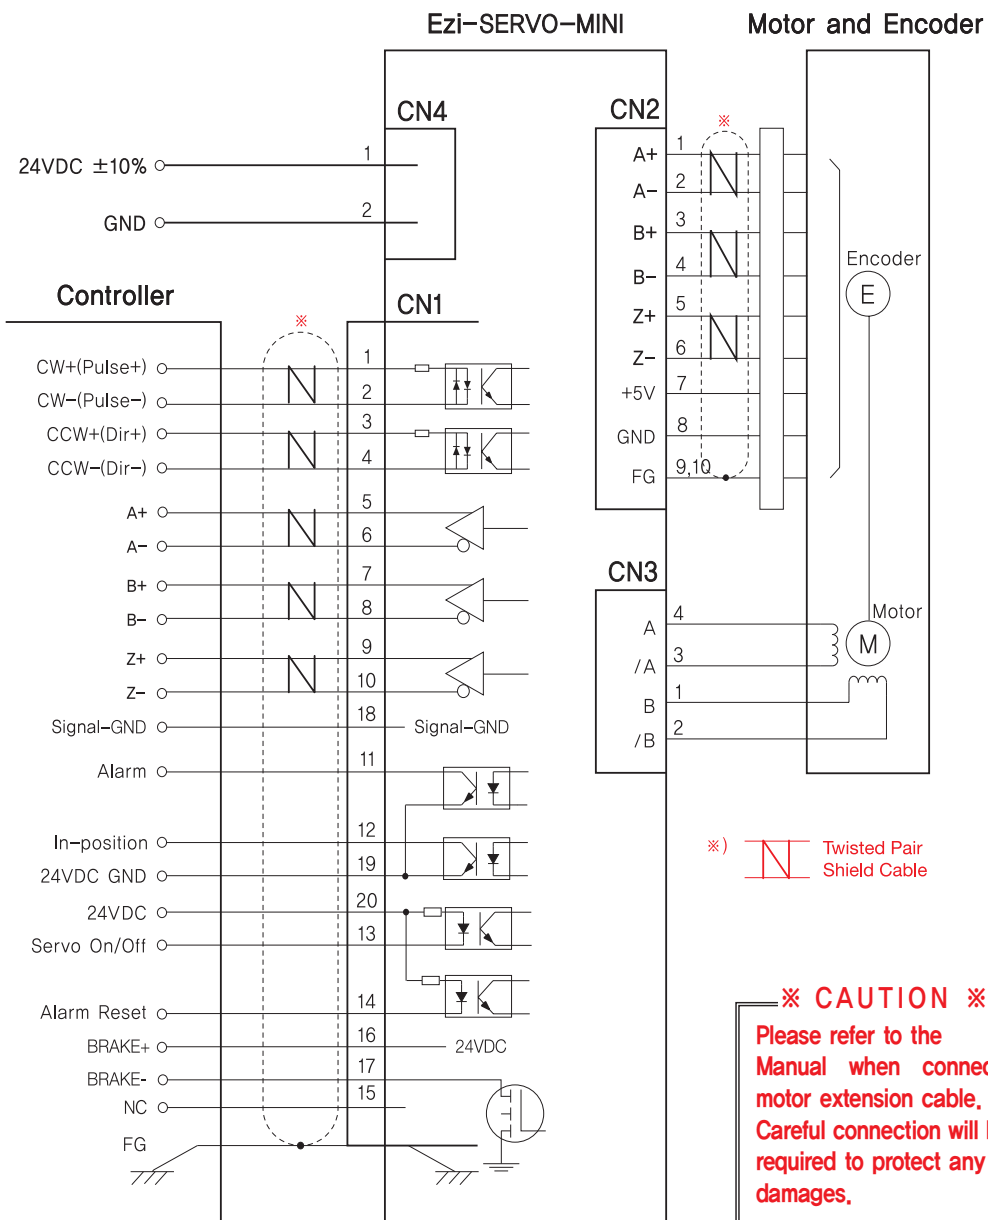 Ezi-SERVO-MINI
Motor and Encoder
CN4
24VDC ±10% 1
GND 2
CN2
※
A+ 1
A- 2
B+ 3
B- 4
Z+ 5
Z- 6
+5V 7
GND 8
FG 9,10
Encoder
E
Controller
CN1
※
CW+(Pulse+) 1
CW-(Pulse-) 2
CCW+(Dir+) 3
CCW-(Dir-) 4
A+ 5
A- 6
B+ 7
B- 8
Z+ 9
Z- 10
Signal-GND 18 Signal-GND
Alarm 11
In-position 12
24VDC GND 19
24VDC 20
Servo On/Off 13
Alarm Reset 14
BRAKE+ 16 24VDC
BRAKE- 17
NC 15
FG
CN3
A 4
/A 3
B 1
/B 2
Motor
M
※) Twisted Pair
Shield Cable
※ CAUTION ※
Please refer to the
Manual when connec
motor extension cable.
Careful connection will
required to protect any
damages.